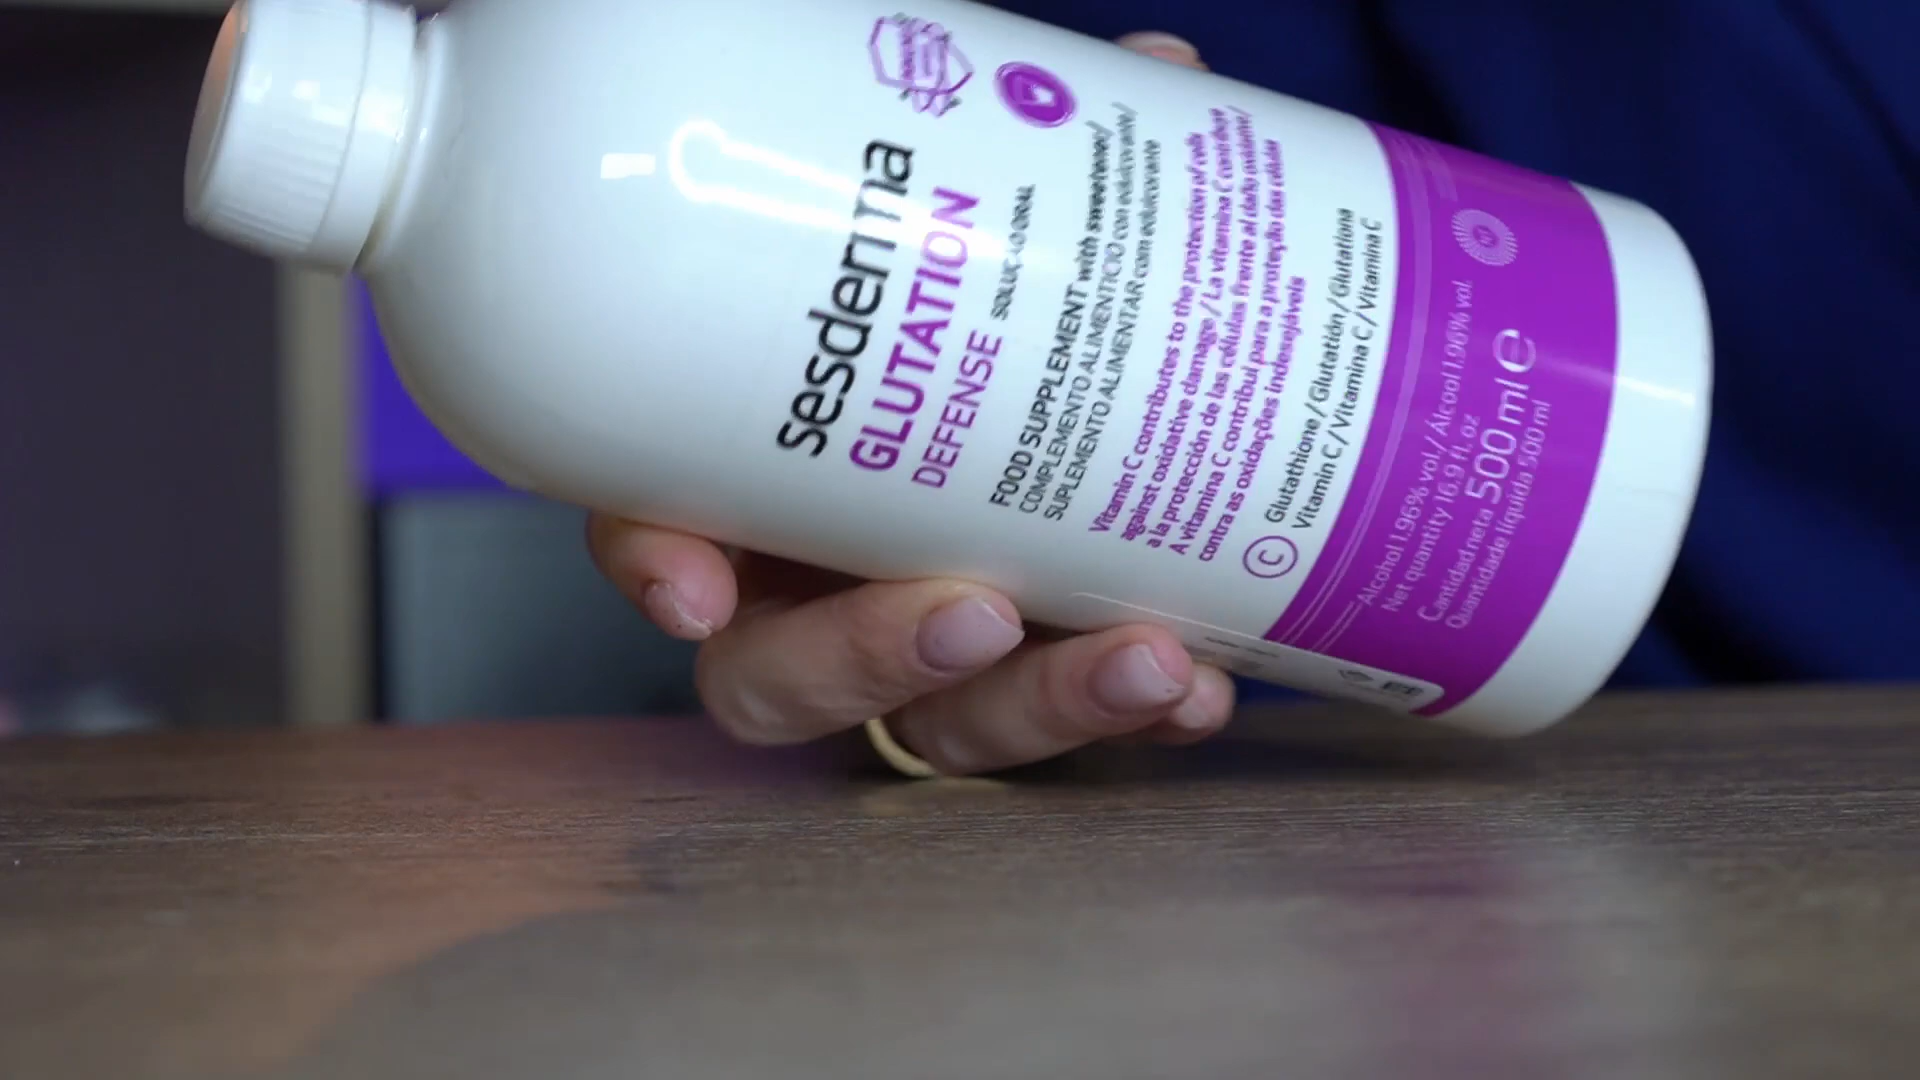 sesderma
GLUTATION
DEFENSE
FOOD SUPPLEMENT with sweetener/
COMPLEMENTO ALIMENTICIO con edulcorante/
SUPLEMENTO ALIMENTAR com edulcorante
Vitamin C contributes to the protection of cells
against oxidative damage / La vitamina C contribuye
a la protección de las células frente al daño oxidativo /
A vitamina C contribui para a proteção das células
contra as oxidações indesejáveis
C
Glutathione / Glutatión / Glutationa
Vitamin C / Vitamina C / Vitamina C
Alcohol 1.96% vol. / Álcool 1.96% vol.
Net quantity 16.9 fl. oz
Cantidad neta 500 ml e
Quantidade líquida 500 ml